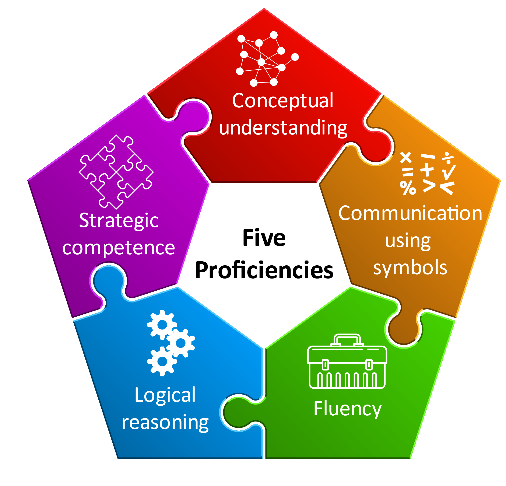 Conceptual
understanding
× − ÷
= + √
% > <
Communication
using
symbols
Strategic
competence
Five
Proficiencies
Logical
reasoning
Fluency